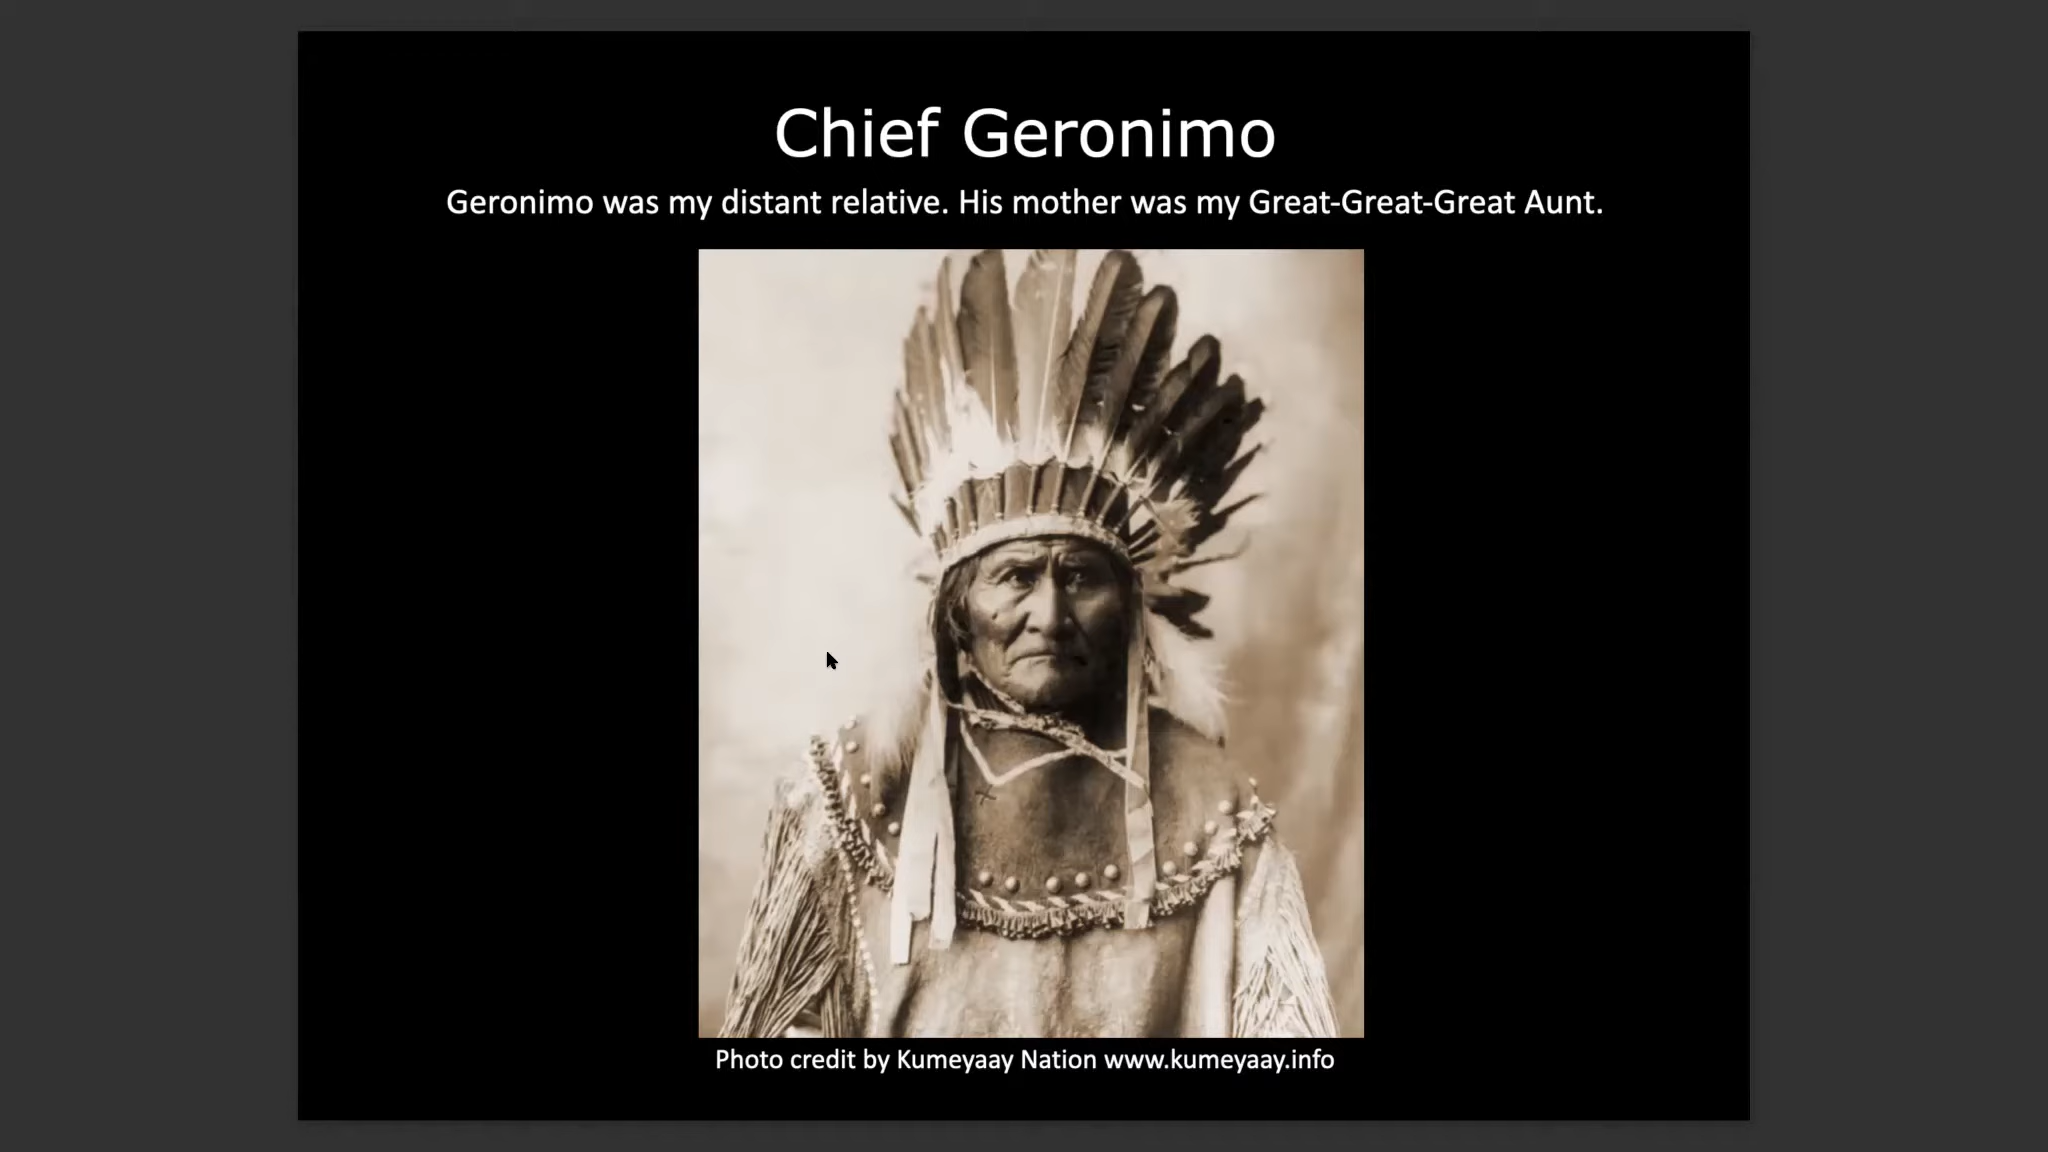 Chief Geronimo
Geronimo was my distant relative. His mother was my Great-Great-Great Aunt.
Photo credit by Kumeyaay Nation www.kumeyaay.info